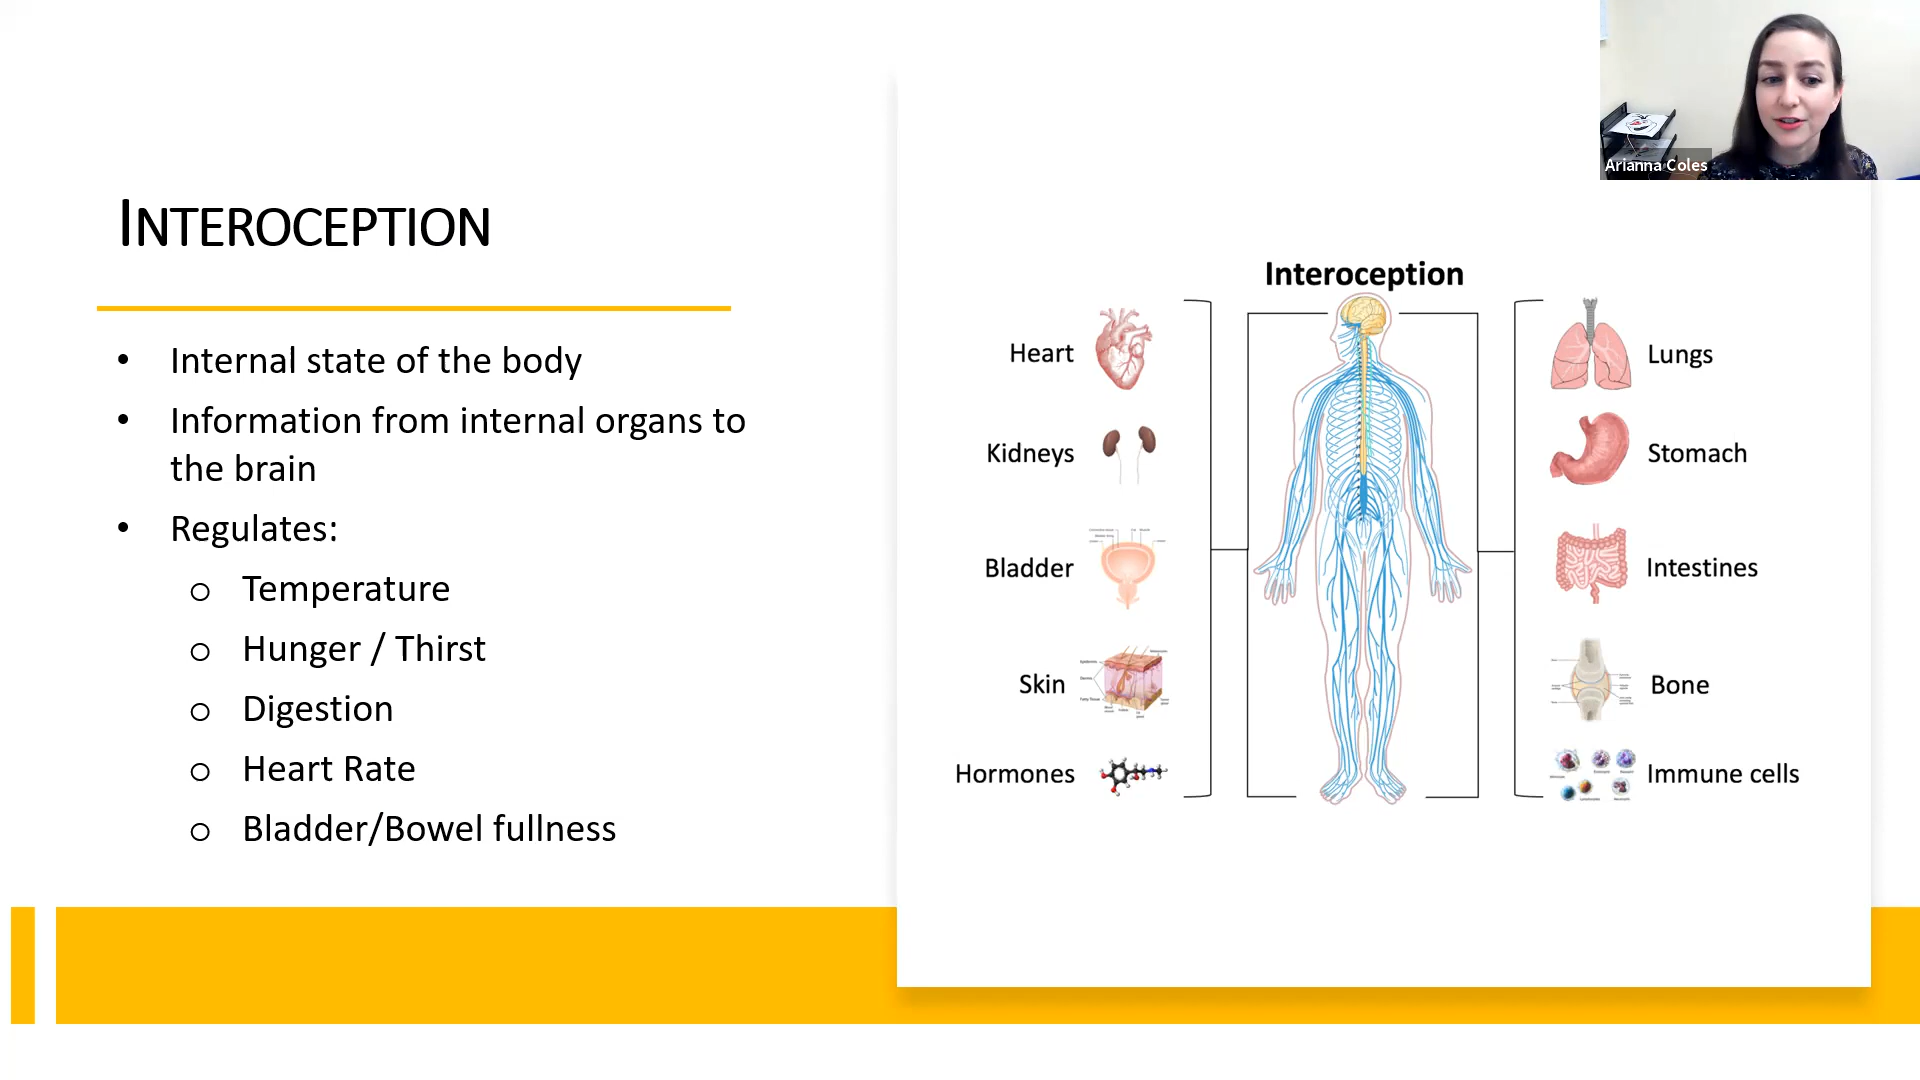 Arianna Coles
INTEROCEPTION
• Internal state of the body
• Information from internal organs to
the brain
• Regulates:
o Temperature
o Hunger / Thirst
o Digestion
o Heart Rate
o Bladder/Bowel fullness
Interoception
Heart
Kidneys
Bladder
Skin
Hormones
Lungs
Stomach
Intestines
Bone
Immune cells